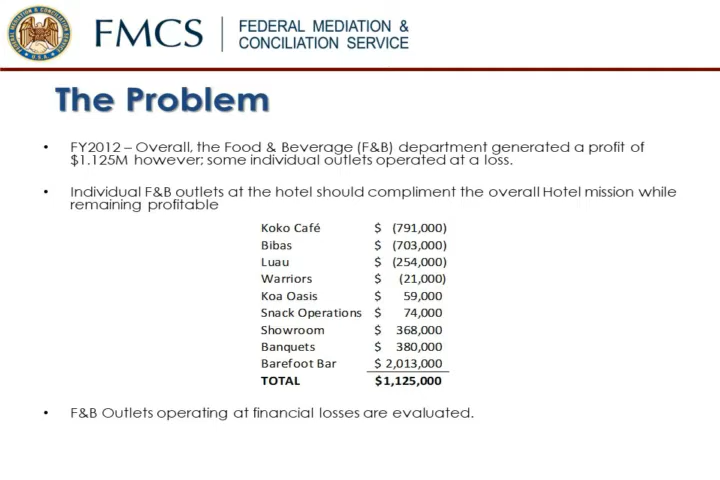 FMCS
FEDERAL MEDIATION &
CONCILIATION SERVICE
The Problem
• FY2012 – Overall, the Food & Beverage (F&B) department generated a profit of
$1.125M however; some individual outlets operated at a loss.
• Individual F&B outlets at the hotel should compliment the overall Hotel mission while
remaining profitable
Koko Café $ (791,000)
Bibas $ (703,000)
Luau $ (254,000)
Warriors $ (21,000)
Koa Oasis $ 59,000
Snack Operations $ 74,000
Showroom $ 368,000
Banquets $ 380,000
Barefoot Bar $ 2,013,000
TOTAL $1,125,000
• F&B Outlets operating at financial losses are evaluated.